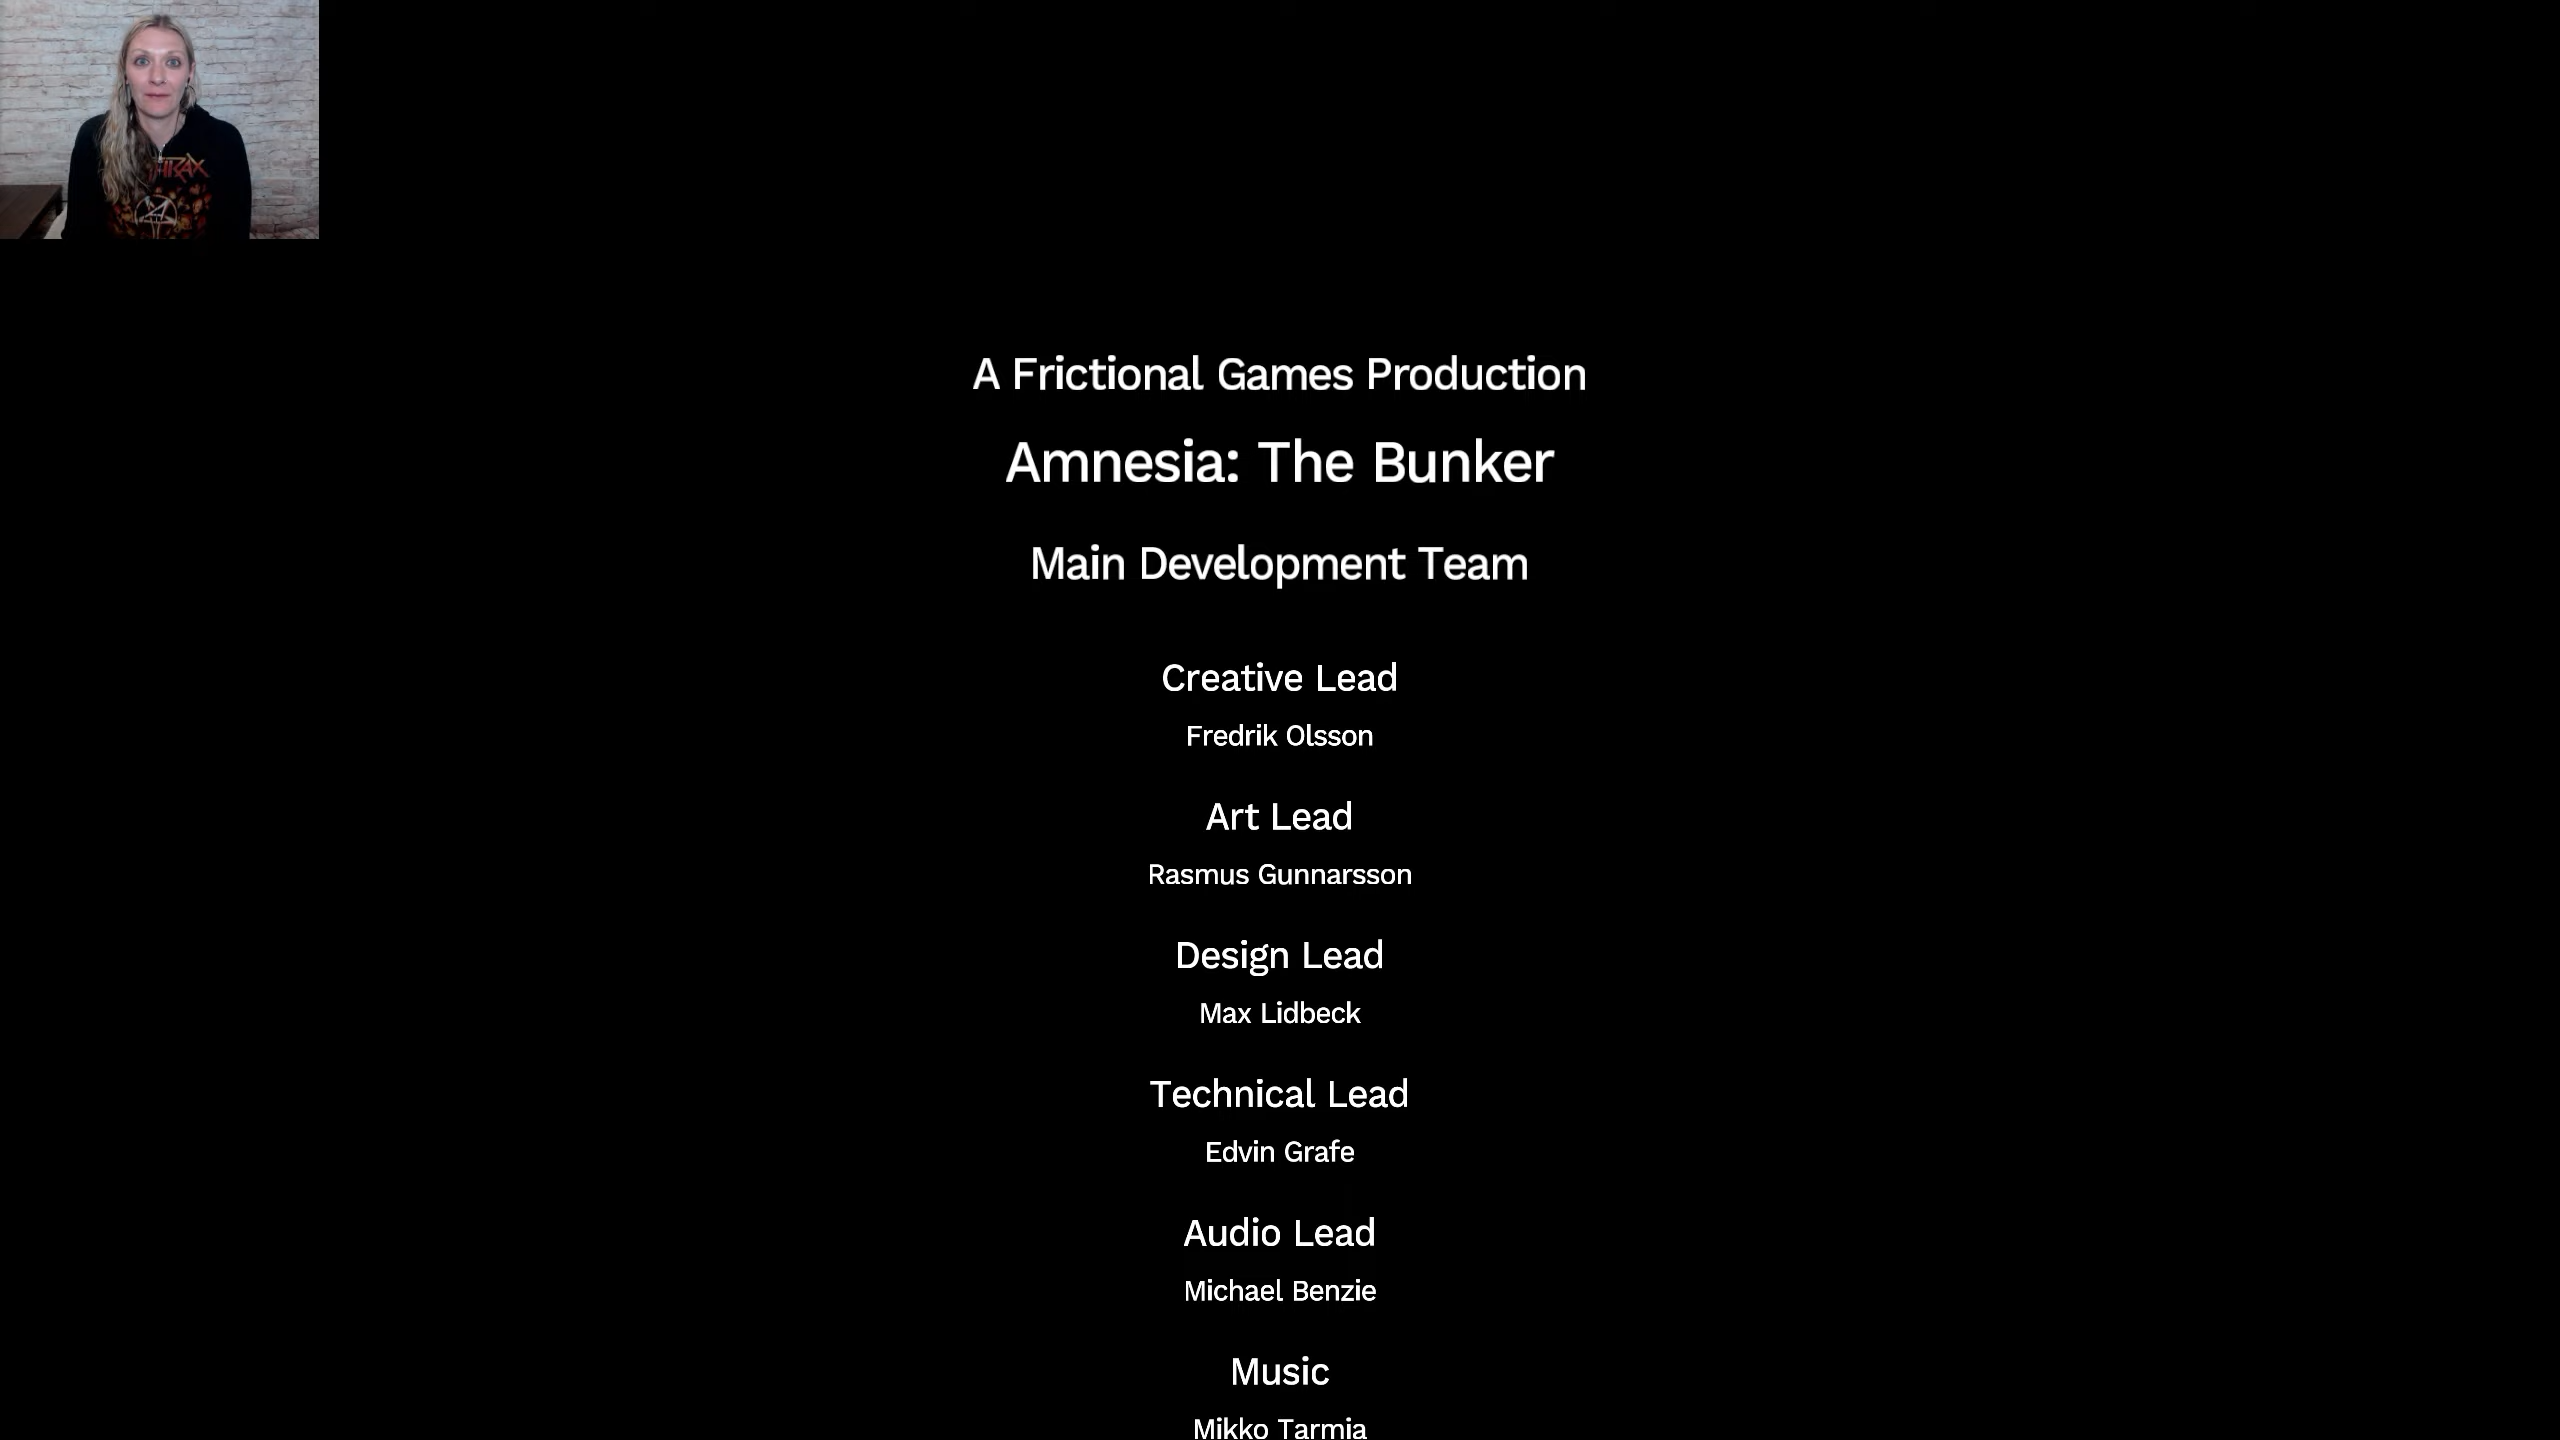 A Frictional Games Production
Amnesia: The Bunker
Main Development Team
Creative Lead
Fredrik Olsson
Art Lead
Rasmus Gunnarsson
Design Lead
Max Lidbeck
Technical Lead
Edvin Grafe
Audio Lead
Michael Benzie
Music
Mikko Tarmia